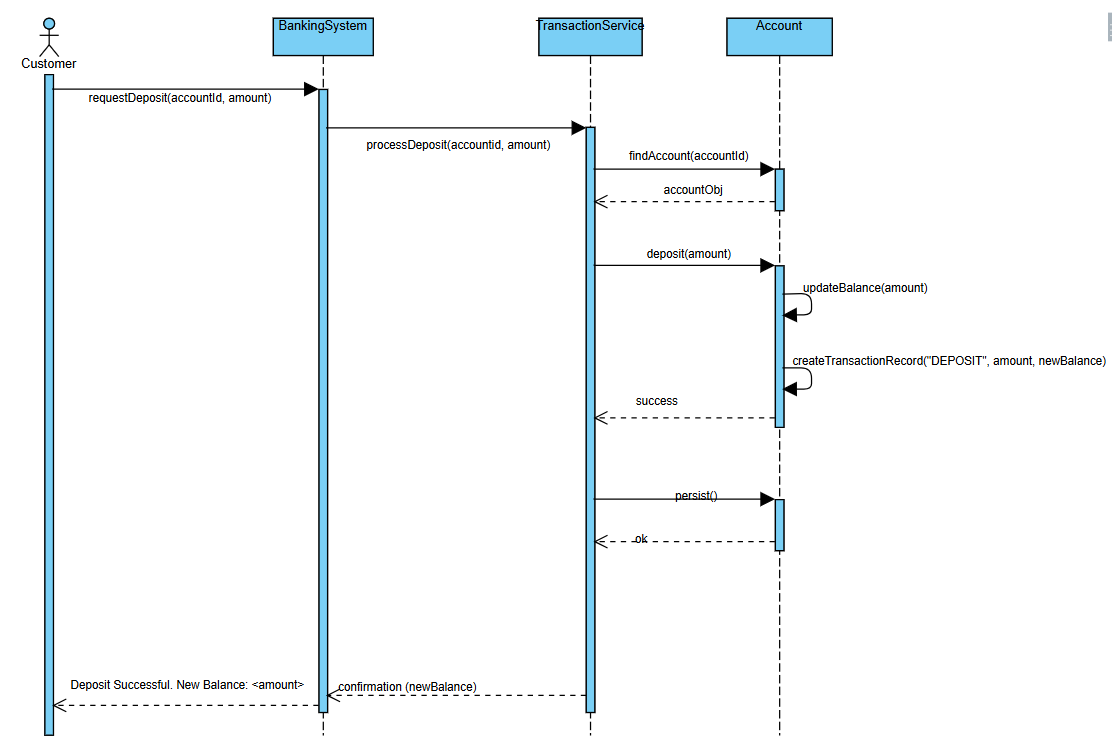 BankingSystem
TransactionService
Account
Customer
requestDeposit(accountId, amount)
processDeposit(accountid, amount)
findAccount(accountId)
accountObj
deposit(amount)
updateBalance(amount)
createTransactionRecord("DEPOSIT", amount, newBalance)
success
persist()
ok
Deposit Successful. New Balance: <amount>
confirmation (newBalance)